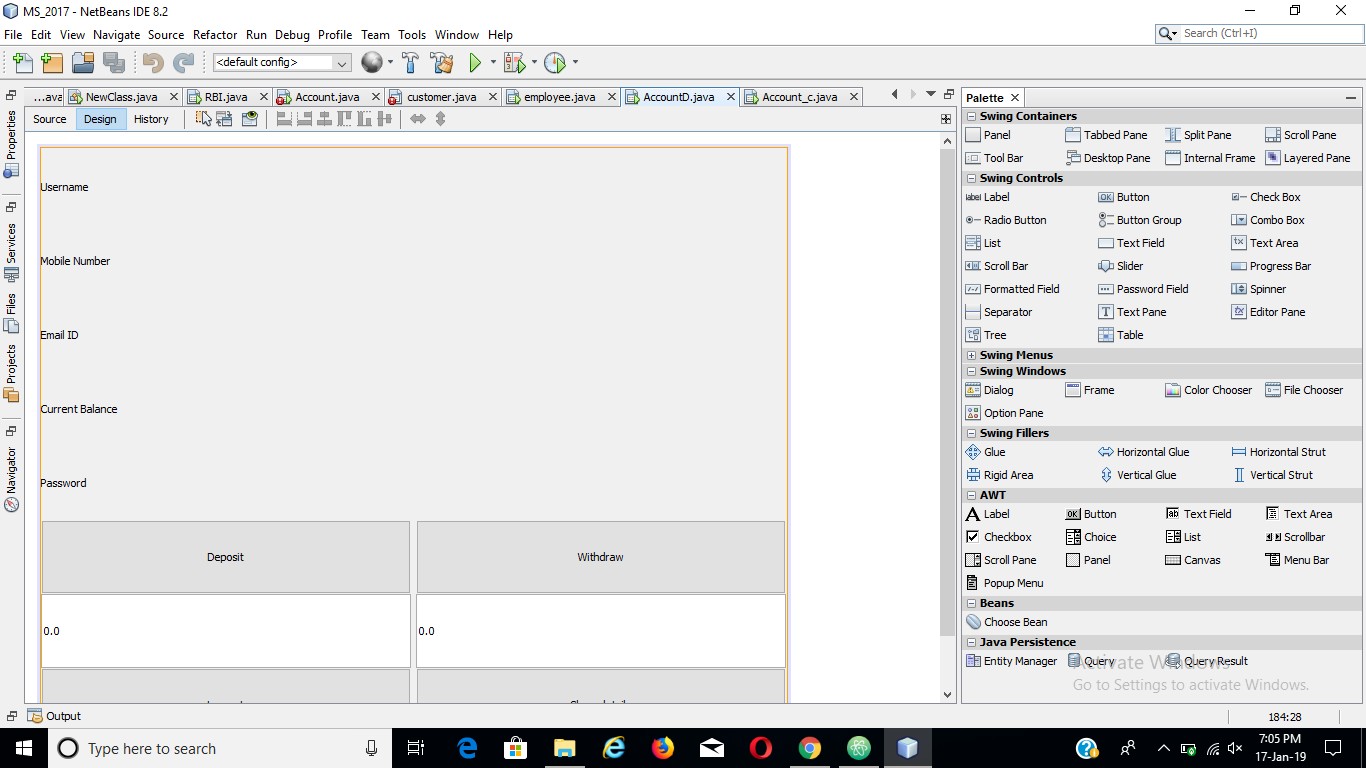 MS_2017 - NetBeans IDE 8.2
File Edit View Navigate Source Refactor Run Debug Profile Team Tools Window Help
Search (Ctrl+I)
<default config>
...ava NewClass.java RBI.java Account.java customer.java employee.java AccountD.java Account_c.java
Source Design History
Properties
Services
Files
Projects
Navigator
Username
Mobile Number
Email ID
Current Balance
Password
Deposit Withdraw
0.0 0.0
Palette
Swing Containers
Panel Tabbed Pane Split Pane Scroll Pane
Tool Bar Desktop Pane Internal Frame Layered Pane
Swing Controls
label Label OK Button Check Box
Radio Button Button Group Combo Box
List Text Field Text Area
Scroll Bar Slider Progress Bar
Formatted Field Password Field Spinner
Separator Text Pane Editor Pane
Tree Table
Swing Menus
Swing Windows
Dialog Frame Color Chooser File Chooser
Option Pane
Swing Fillers
Glue Horizontal Glue Horizontal Strut
Rigid Area Vertical Glue Vertical Strut
AWT
A Label OK Button ab Text Field Text Area
Checkbox Choice List Scrollbar
Scroll Pane Panel Canvas Menu Bar
Popup Menu
Beans
Choose Bean
Java Persistence
Entity Manager Query Query Result
Activate Windows
Go to Settings to activate Windows.
Output
184:28
Type here to search
7:05 PM
17-Jan-19